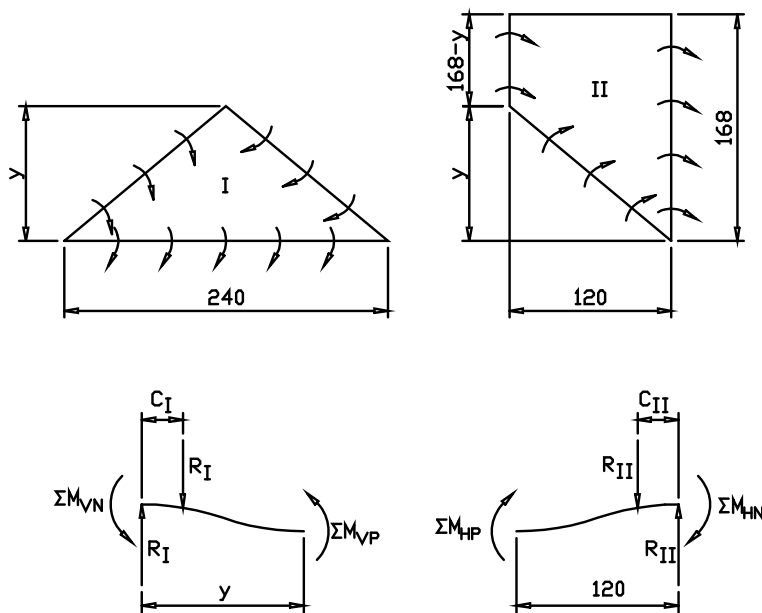 168-y
II
168
y
y
I
240
120
C_I
C_II
R_I
R_II
ΣM_VN
ΣM_VP
ΣM_HP
ΣM_HN
R_I
R_II
y
120